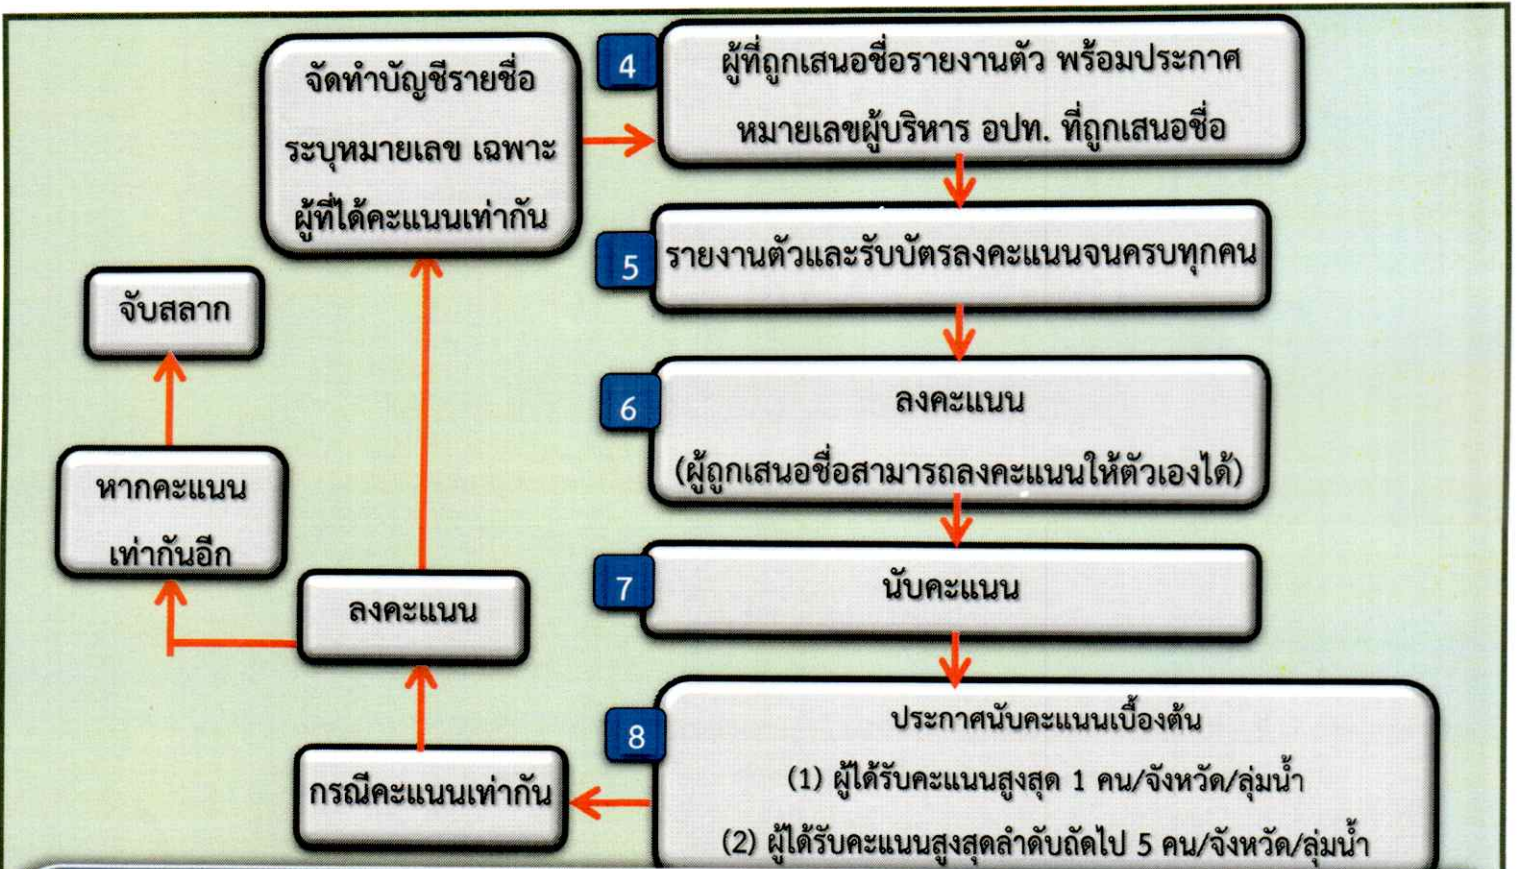 จัดทำบัญชีรายชื่อ
ระบุหมายเลข เฉพาะ
ผู้ที่ได้คะแนนเท่ากัน
4
ผู้ที่ถูกเสนอชื่อรายงานตัว พร้อมประกาศ
หมายเลขผู้บริหาร อปท. ที่ถูกเสนอชื่อ
5
รายงานตัวและรับบัตรลงคะแนนจนครบทุกคน
6
ลงคะแนน
(ผู้ถูกเสนอชื่อสามารถลงคะแนนให้ตัวเองได้)
7
นับคะแนน
8
ประกาศนับคะแนนเบื้องต้น
(1) ผู้ได้รับคะแนนสูงสุด 1 คน/จังหวัด/ลุ่มน้ำ
(2) ผู้ได้รับคะแนนสูงสุดลำดับถัดไป 5 คน/จังหวัด/ลุ่มน้ำ
กรณีคะแนนเท่ากัน
ลงคะแนน
หากคะแนน
เท่ากันอีก
จับสลาก